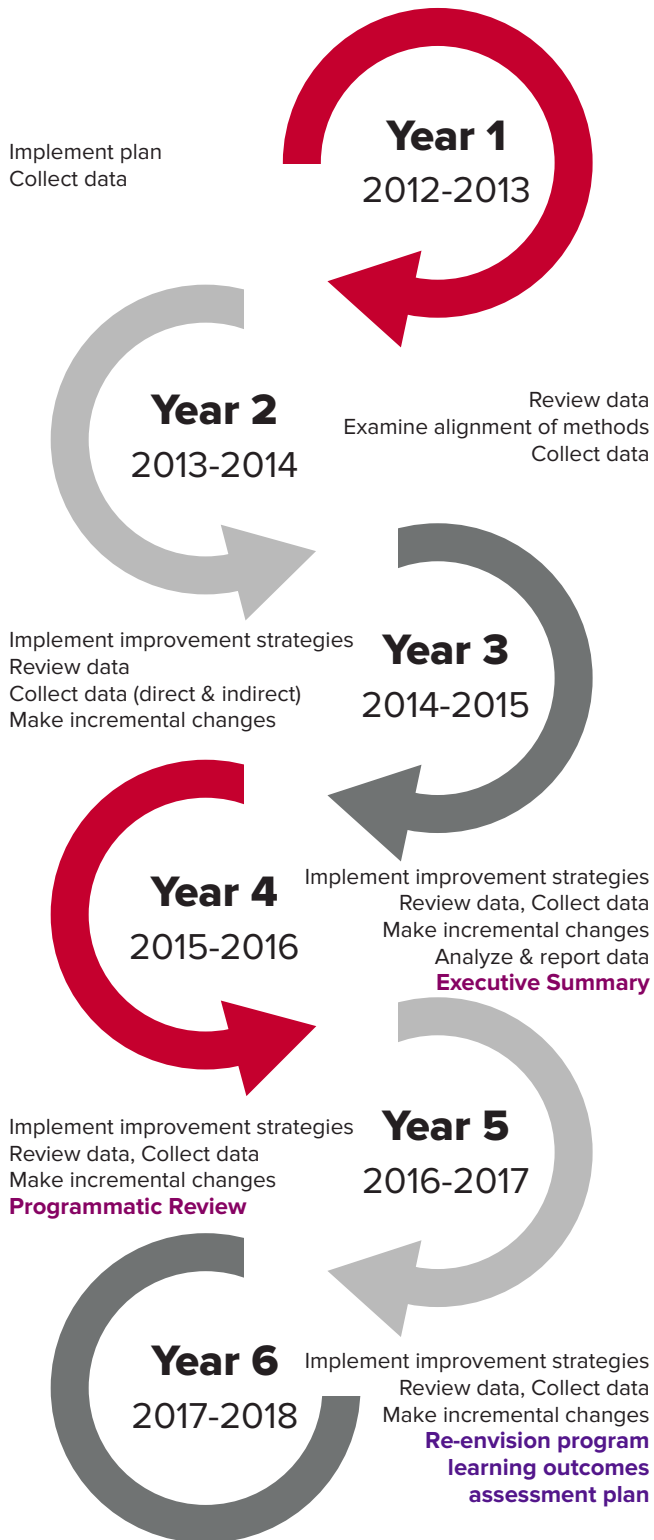 Year 1
2012-2013
Implement plan
Collect data
Year 2
2013-2014
Review data
Examine alignment of methods
Collect data
Year 3
2014-2015
Implement improvement strategies
Review data
Collect data (direct & indirect)
Make incremental changes
Year 4
2015-2016
Implement improvement strategies
Review data, Collect data
Make incremental changes
Analyze & report data
Executive Summary
Year 5
2016-2017
Implement improvement strategies
Review data, Collect data
Make incremental changes
Programmatic Review
Year 6
2017-2018
Implement improvement strategies
Review data, Collect data
Make incremental changes
Re-envision program
learning outcomes
assessment plan